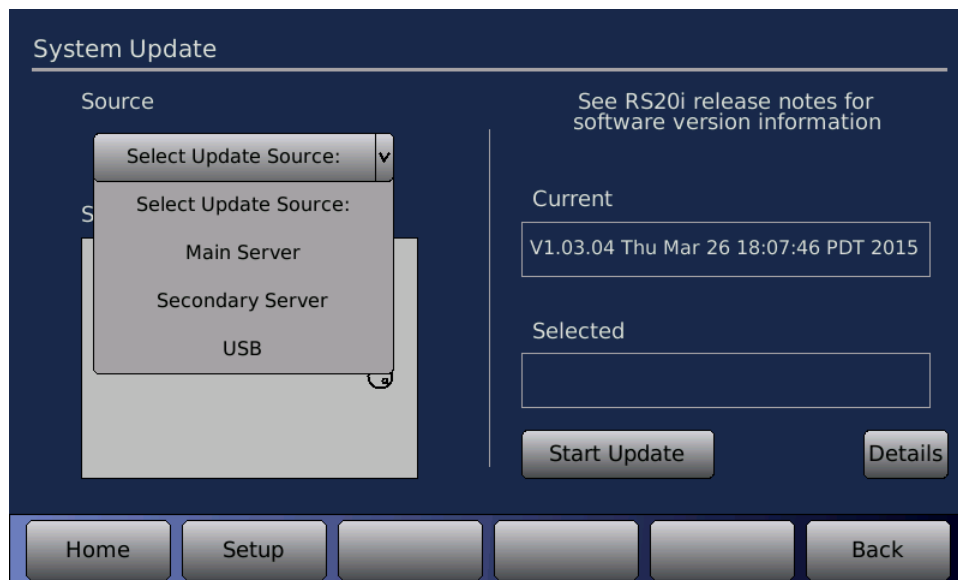 System Update
Source
Select Update Source:
v
Select Update Source:
Main Server
Secondary Server
USB
S
See RS20i release notes for
software version information
Current
V1.03.04 Thu Mar 26 18:07:46 PDT 2015
Selected
Start Update
Details
Home
Setup
Back